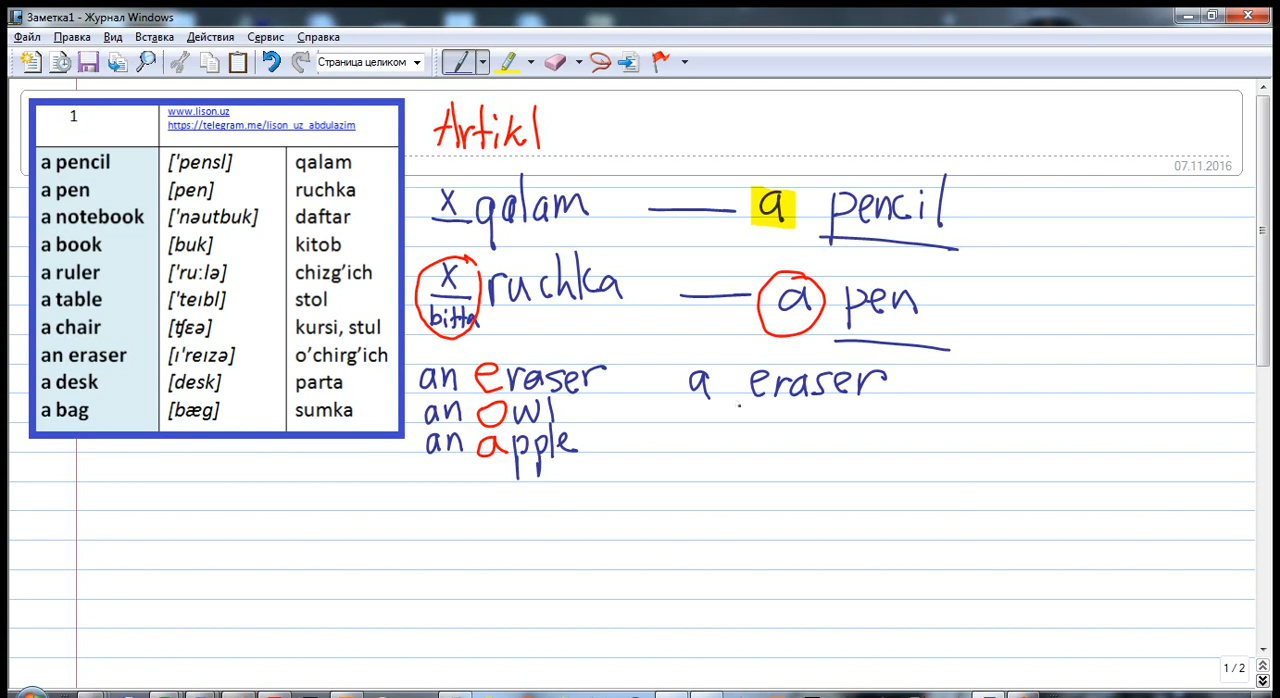 Заметка1 - Журнал Windows
Файл Правка Вид Вставка Действия Сервис Справка
Страница целиком
1 www.lison.uz
https://telegram.me/lison_uz_abdulazim
a pencil ['pensl] qalam
a pen [pen] ruchka
a notebook ['nəutbuk] daftar
a book [buk] kitob
a ruler ['ru:lə] chizg’ich
a table ['teɪbl] stol
a chair [ʧɛə] kursi, stul
an eraser [ɪ'reɪzə] o’chirg’ich
a desk [desk] parta
a bag [bæg] sumka
Artikl
07.11.2016
x qalam — a pencil
x ruchka — a pen
bitta
an eraser a eraser
an owl
an apple
1 / 2